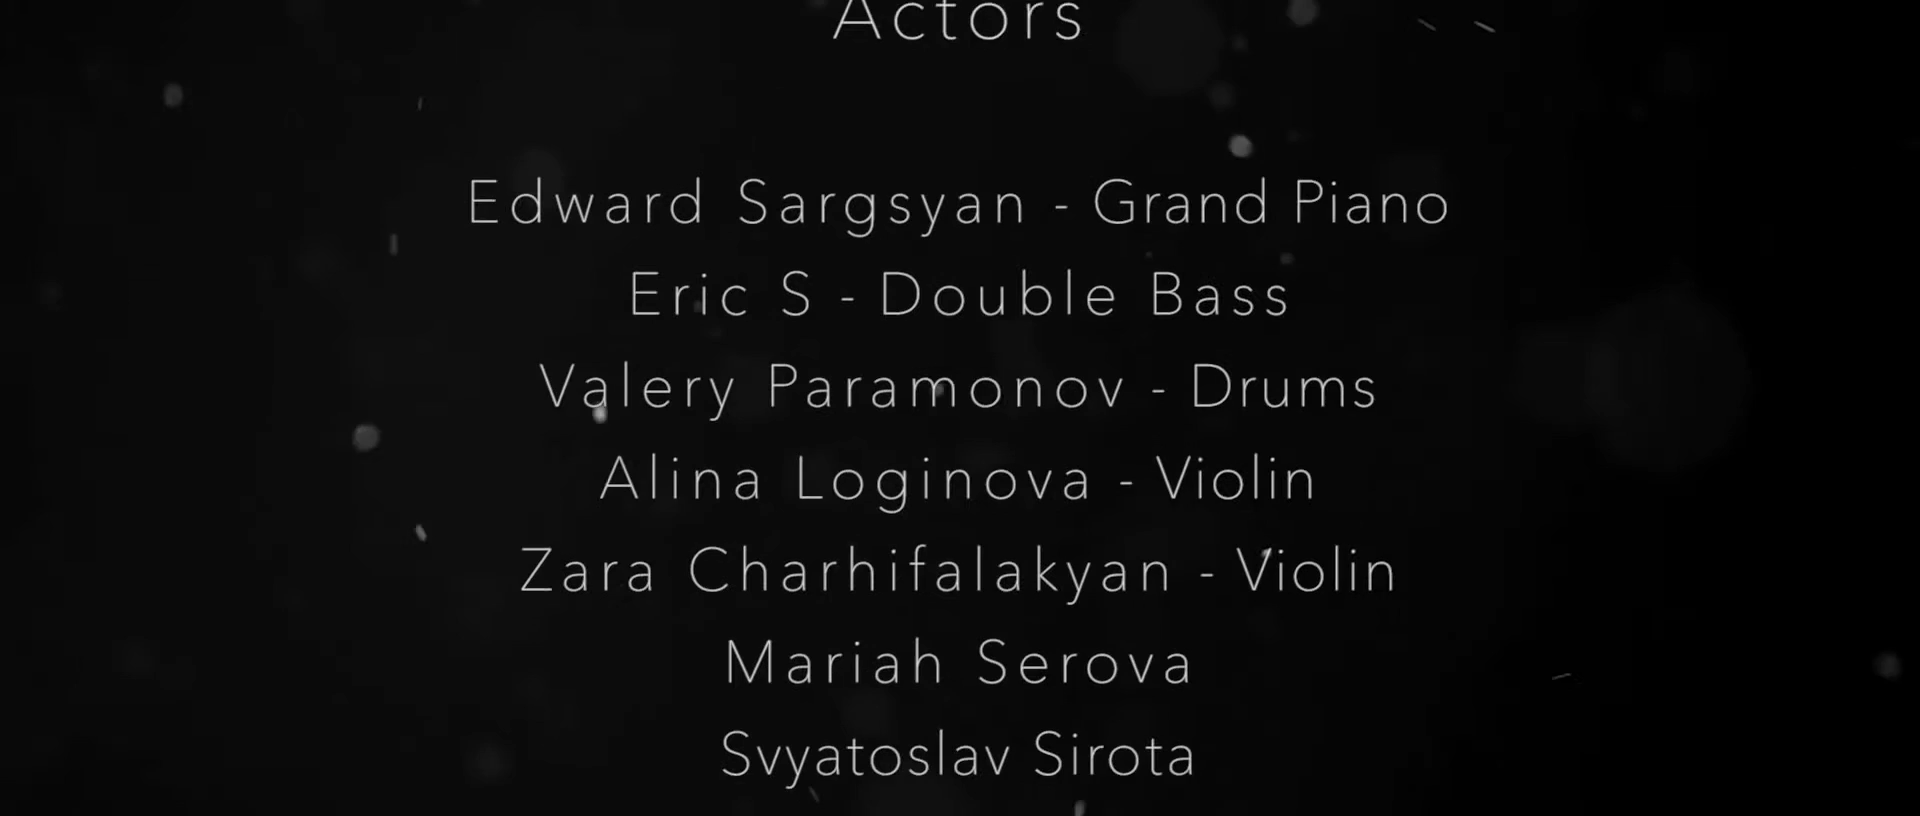 Actors
Edward Sargsyan - Grand Piano
Eric S - Double Bass
Valery Paramonov - Drums
Alina Loginova - Violin
Zara Charhifalakyan - Violin
Mariah Serova
Svyatoslav Sirota